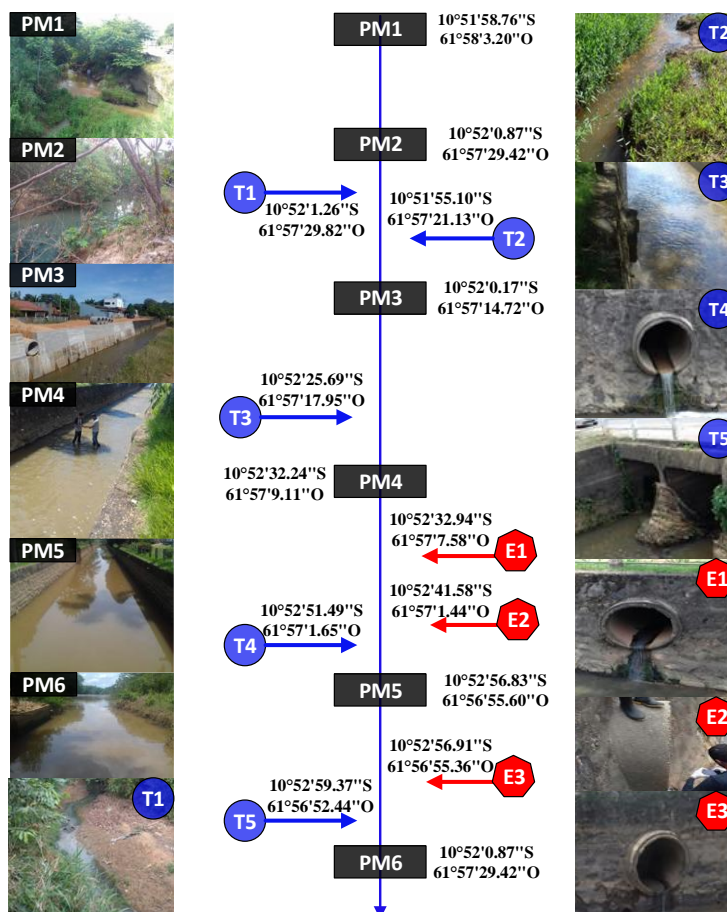 PM1
PM2
PM3
PM4
PM5
PM6
T1
PM1
10°51'58.76"S
61°58'3.20"O
PM2
10°52'0.87"S
61°57'29.42"O
T1
10°52'1.26"S
61°57'29.82"O
10°51'55.10"S
61°57'21.13"O
T2
PM3
10°52'0.17"S
61°57'14.72"O
10°52'25.69"S
61°57'17.95"O
T3
10°52'32.24"S
61°57'9.11"O
PM4
10°52'32.94"S
61°57'7.58"O
E1
10°52'41.58"S
61°57'1.44"O
E2
10°52'51.49"S
61°57'1.65"O
T4
PM5
10°52'56.83"S
61°56'55.60"O
10°52'56.91"S
61°56'55.36"O
E3
10°52'59.37"S
61°56'52.44"O
T5
PM6
10°52'0.87"S
61°57'29.42"O
T2
T3
T4
T5
E1
E2
E3